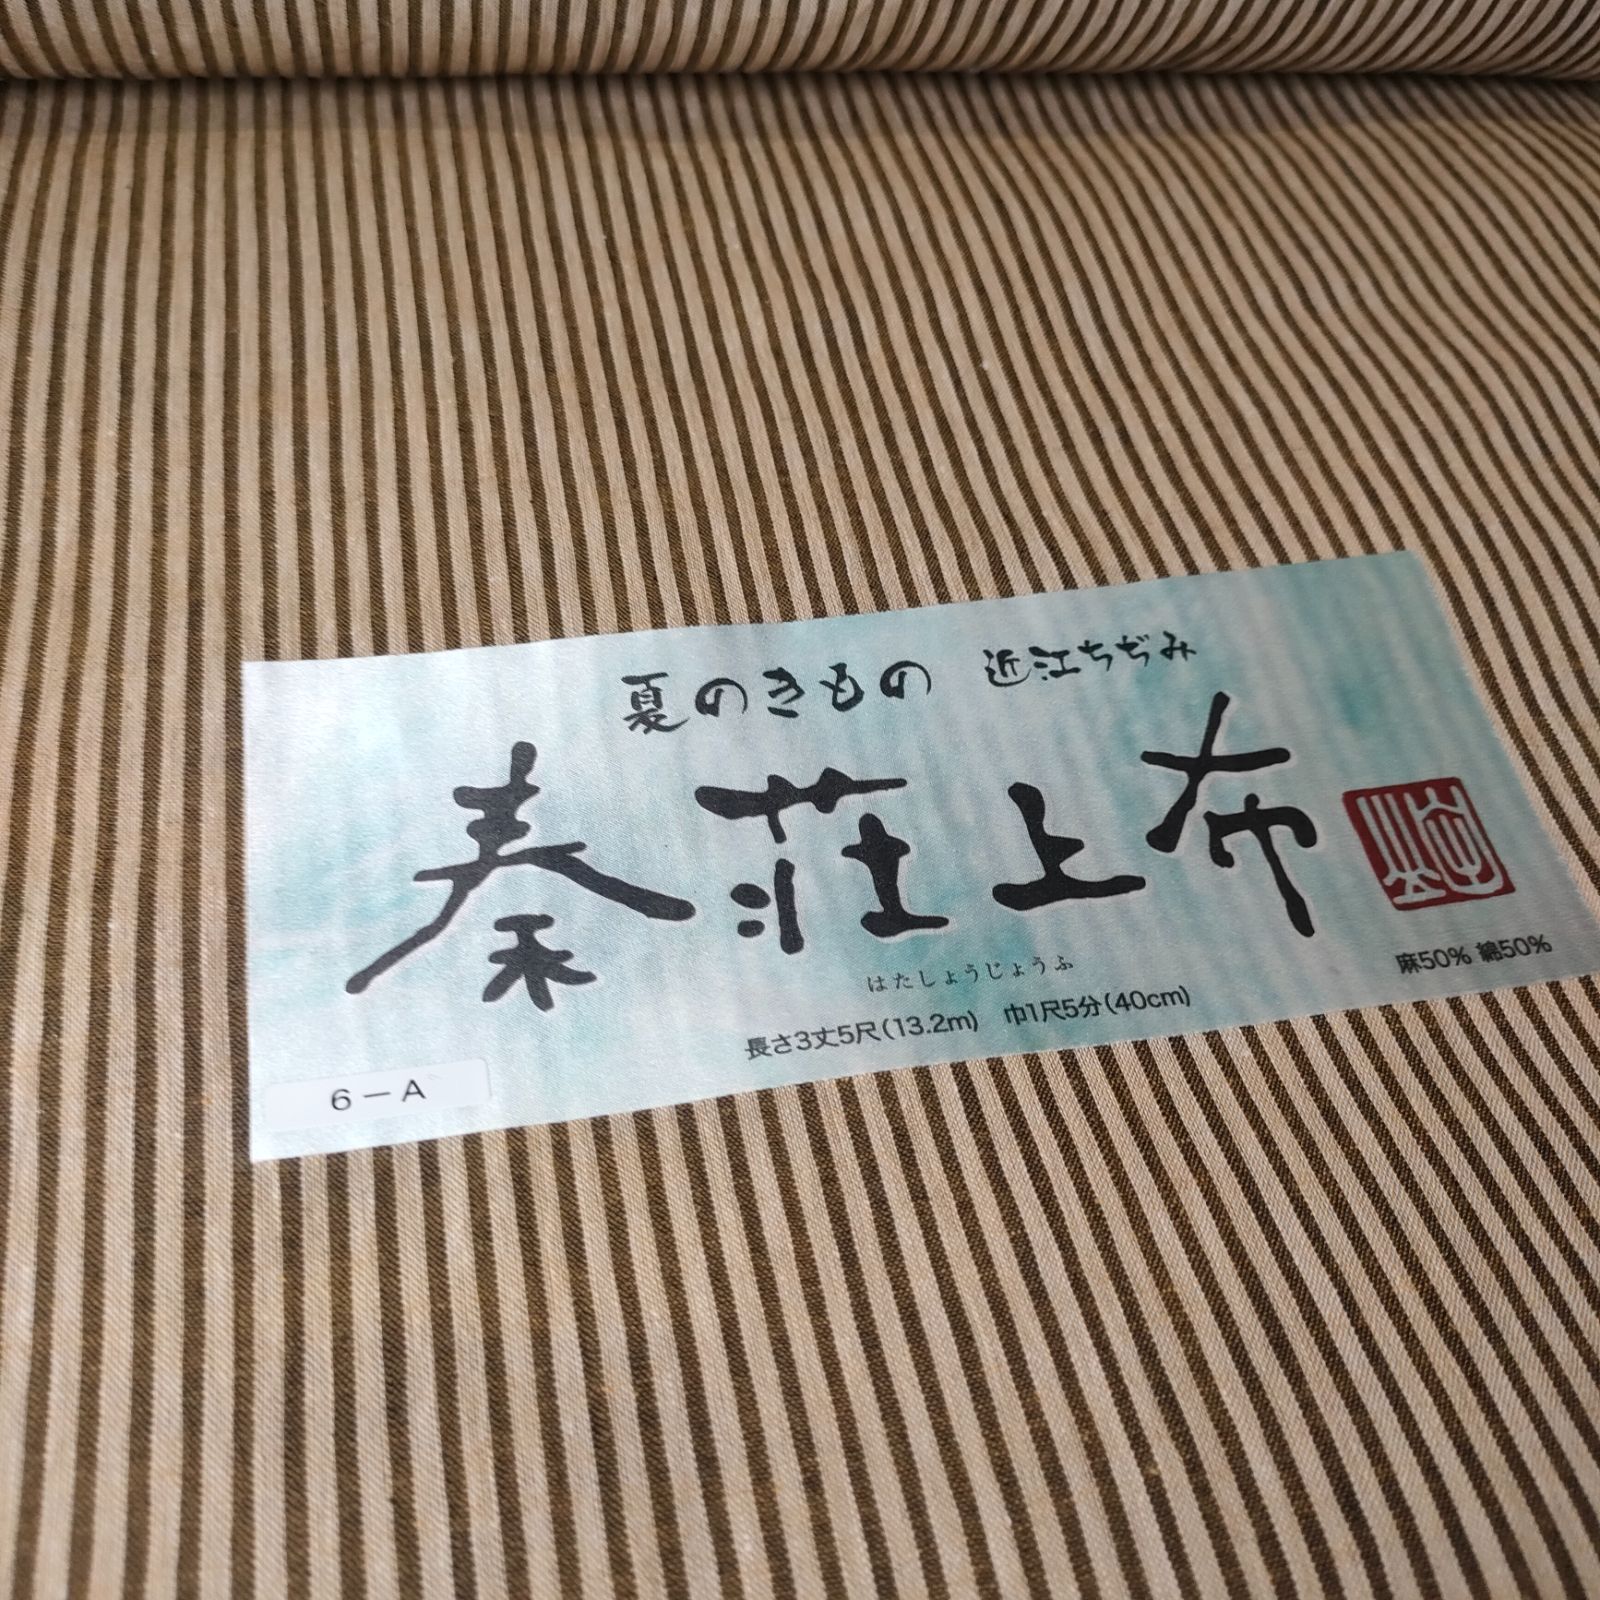 夏のきもの 近江ちぢみ
秦荘上布
はたしょうじょうふ
麻50% 綿50%
長さ3丈5尺(13.2m) 巾1尺5分(40cm)
6－A